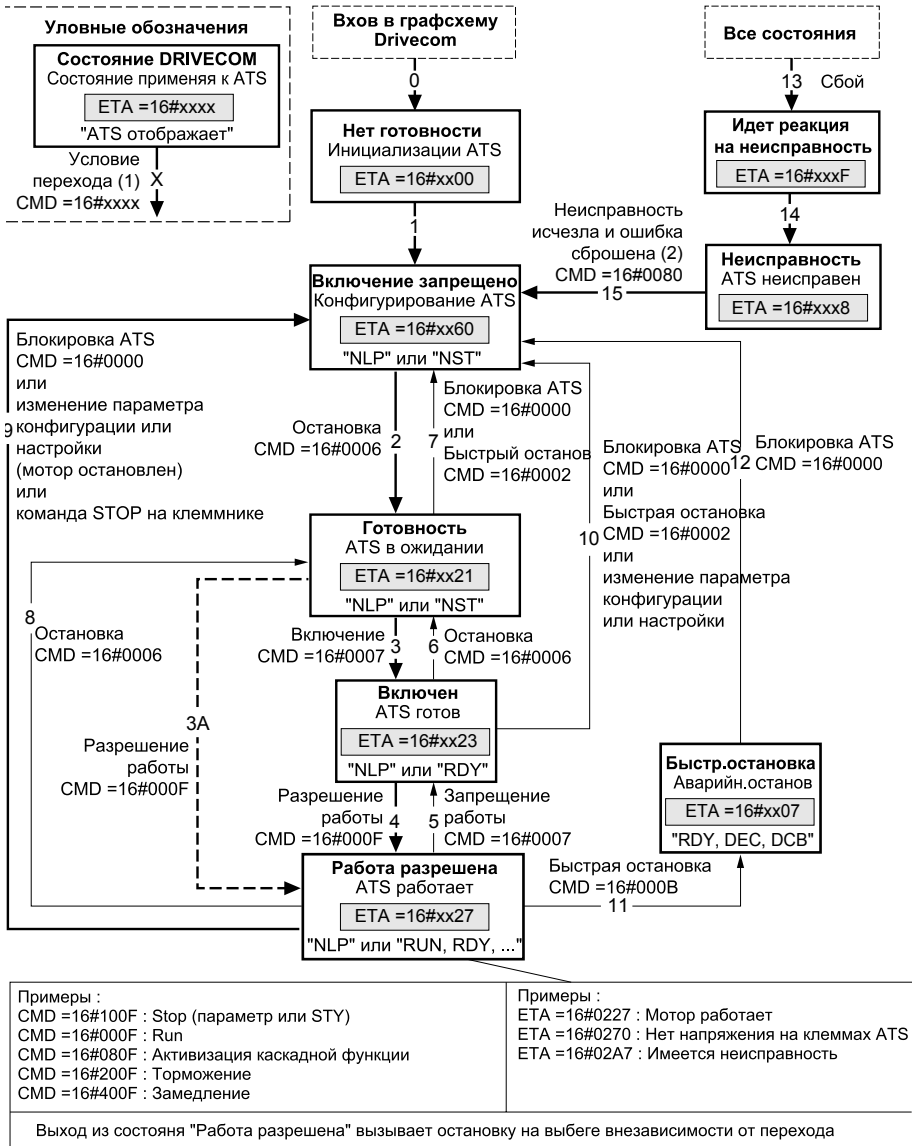 Уловные обозначения
Состояние DRIVECOM
Состояние применяя к ATS
ETA =16#xxxx
"ATS отображает"
Условие
перехода (1)
X
CMD =16#xxxx
Вхов в графсхему
Drivecom
0
Нет готовности
Инициализации ATS
ETA =16#xx00
1
Все состояния
13
Сбой
Идет реакция
на неисправность
ETA =16#xxxF
14
Неисправность
ATS неисправен
ETA =16#xxx8
Неисправность
исчезла и ошибка
сброшена (2)
CMD =16#0080
15
Включение запрещено
Конфигурирование ATS
ETA =16#xx60
"NLP" или "NST"
Блокировка ATS
CMD =16#0000
или
изменение параметра
9
конфигурации или
настройки
(мотор остановлен)
или
команда STOP на клеммнике
Остановка
CMD =16#0006
2
7
Блокировка ATS
CMD =16#0000
или
Быстрый останов
CMD =16#0002
Блокировка ATS
CMD =16#0000
или
Быстрая остановка
10
CMD =16#0002
или
изменение параметра
конфигурации
или настройки
12
Блокировка ATS
CMD =16#0000
Готовность
ATS в ожидании
ETA =16#xx21
"NLP" или "NST"
8
Остановка
CMD =16#0006
Включение
CMD =16#0007
3
6
Остановка
CMD =16#0006
3A
Разрешение
работы
CMD =16#000F
Включен
ATS готов
ETA =16#xx23
"NLP" или "RDY"
Разрешение
работы
CMD =16#000F
4
5
Запрещение
работы
CMD =16#0007
Быстр.остановка
Аварийн.останов
ETA =16#xx07
"RDY, DEC, DCB"
Работа разрешена
ATS работает
ETA =16#xx27
"NLP" или "RUN, RDY, ..."
Быстрая остановка
CMD =16#000B
11
Примеры :
CMD =16#100F : Stop (параметр или STY)
CMD =16#000F : Run
CMD =16#080F : Активизация каскадной функции
CMD =16#200F : Торможение
CMD =16#400F : Замедление
Примеры :
ETA =16#0227 : Мотор работает
ETA =16#0270 : Нет напряжения на клеммах ATS
ETA =16#02A7 : Имеется неисправность
Выход из состояня "Работа разрешена" вызывает остановку на выбеге внезависимости от перехода